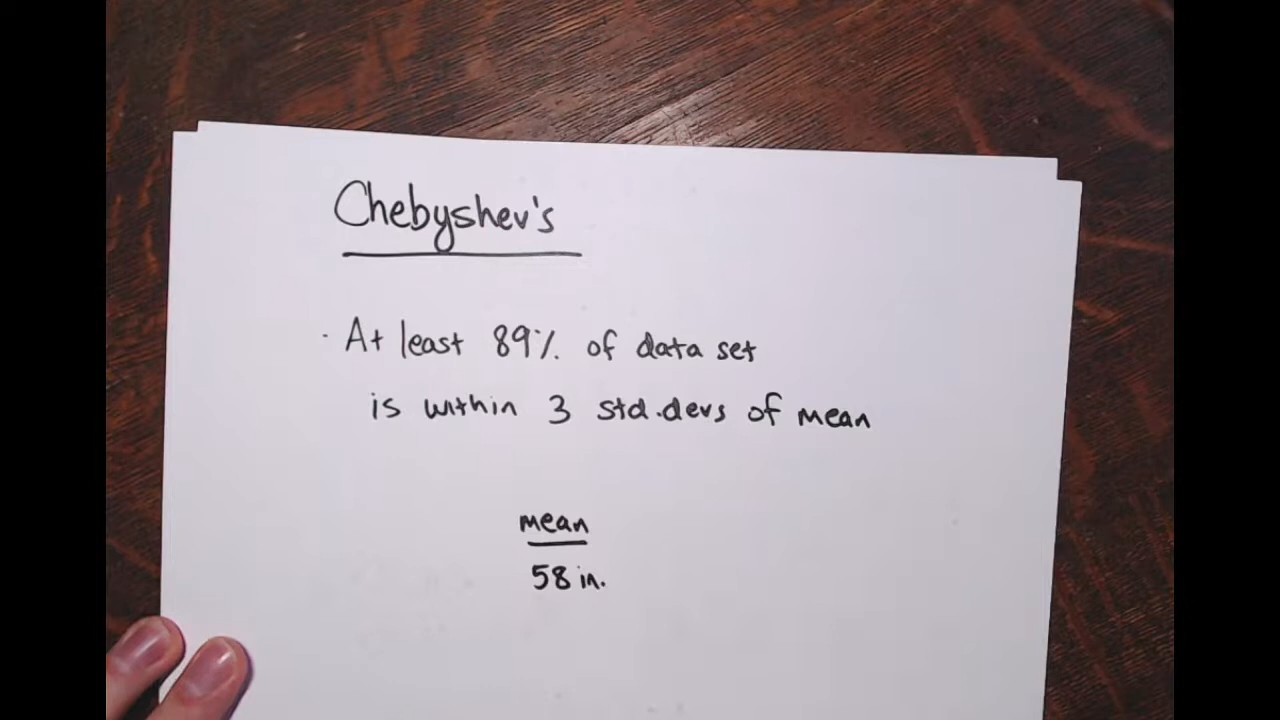 Chebyshev's
· At least 89% of data set
is within 3 std.devs of mean
mean
58 in.